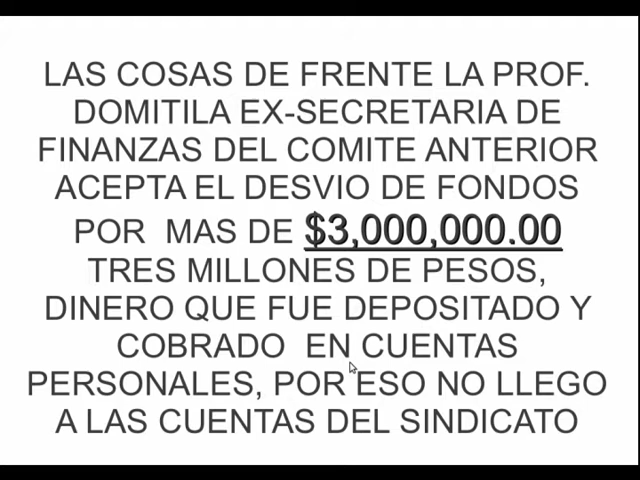 LAS COSAS DE FRENTE LA PROF.
DOMITILA EX-SECRETARIA DE
FINANZAS DEL COMITE ANTERIOR
ACEPTA EL DESVIO DE FONDOS
POR MAS DE $3,000,000.00
TRES MILLONES DE PESOS,
DINERO QUE FUE DEPOSITADO Y
COBRADO EN CUENTAS
PERSONALES, POR ESO NO LLEGO
A LAS CUENTAS DEL SINDICATO